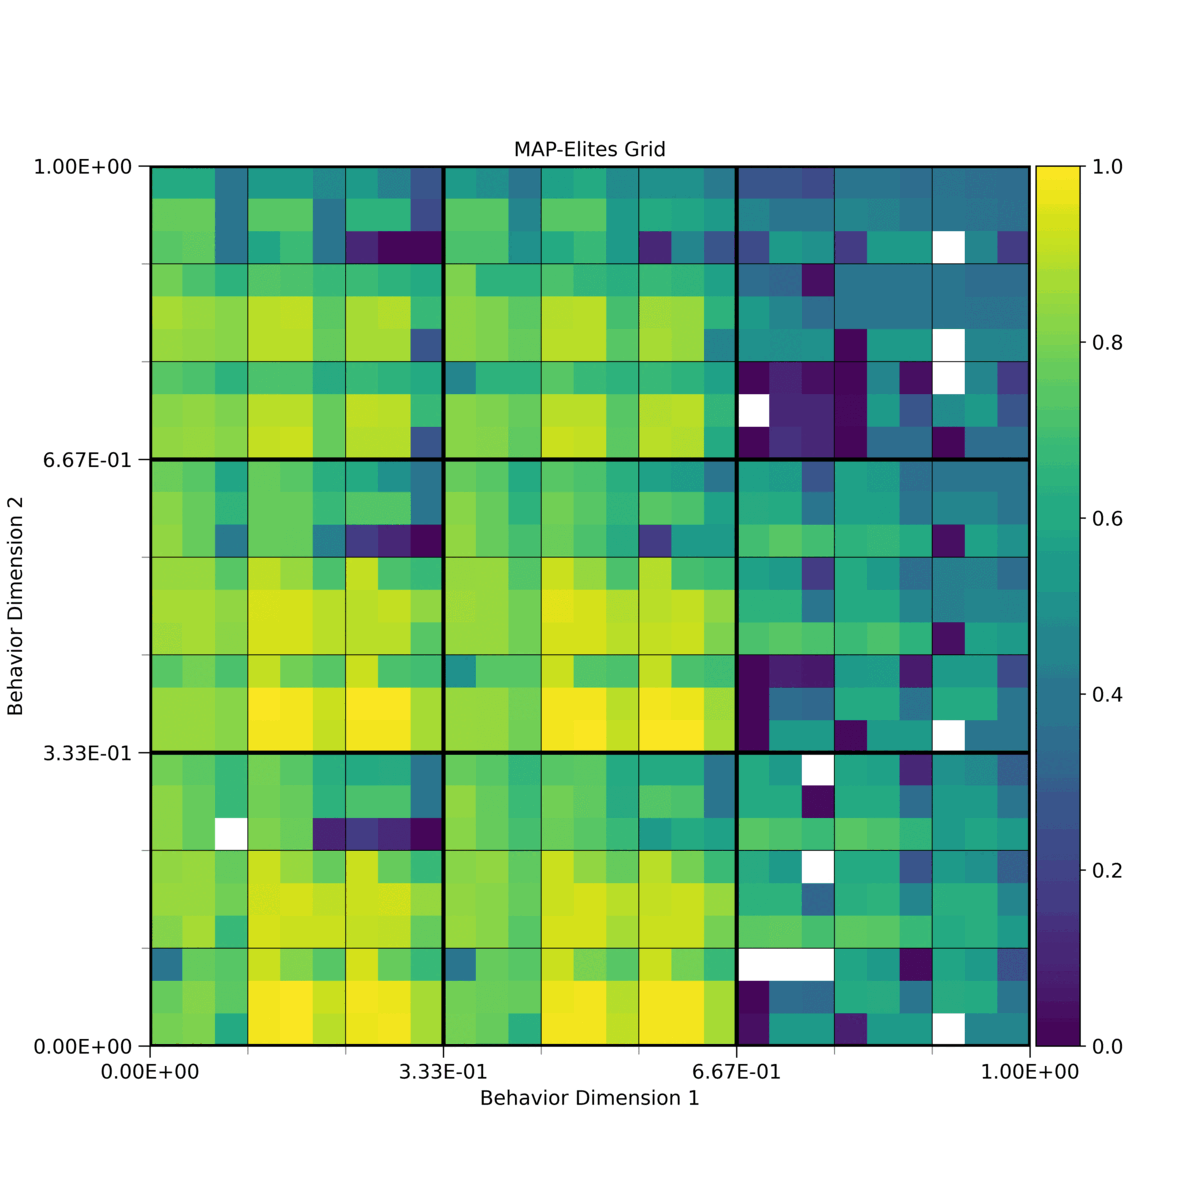 MAP-Elites Grid
1.00E+00
6.67E-01
3.33E-01
0.00E+00
Behavior Dimension 2
0.00E+00 3.33E-01 6.67E-01 1.00E+00
Behavior Dimension 1
1.0
0.8
0.6
0.4
0.2
0.0